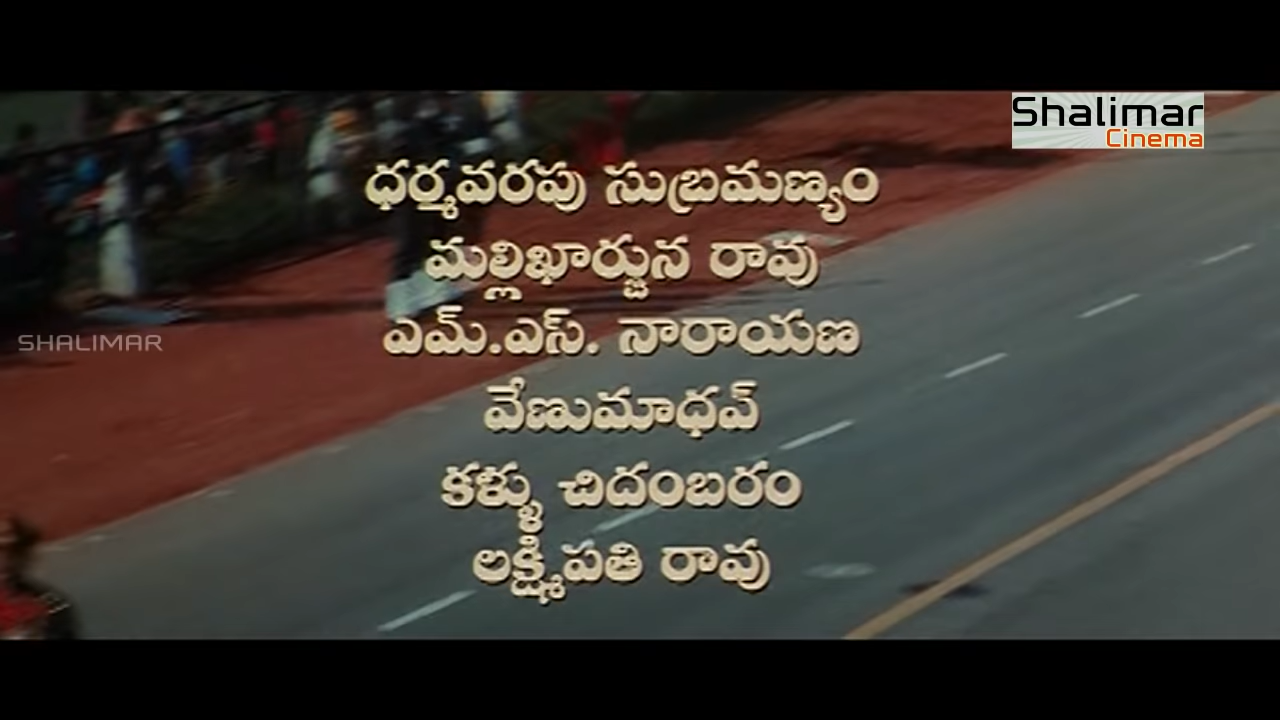 Shalimar
Cinema
ధర్మవరపు సుబ్రమణ్యం
మల్లిఖార్జున రావు
SHALIMAR
ఎమ్.ఎస్. నారాయణ
వేణుమాధవ్
కళ్ళు చిదంబరం
లక్ష్మిపతి రావు